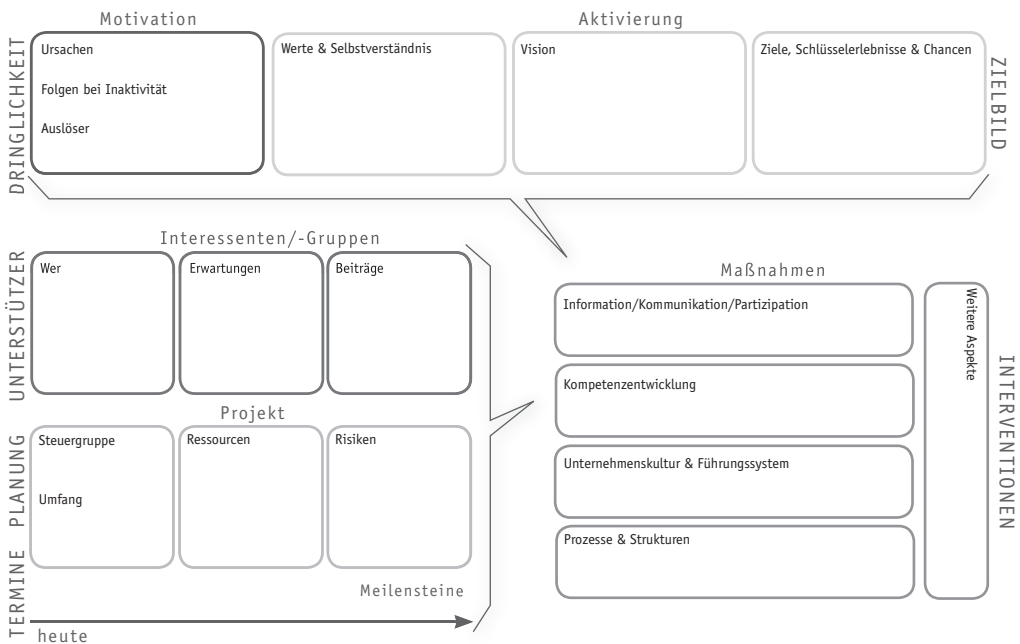 Motivation
Aktivierung
DRINGLICHKEIT
Ursachen
Folgen bei Inaktivität
Auslöser
Werte & Selbstverständnis
Vision
Ziele, Schlüsselerlebnisse & Chancen
ZIELBILD
Interessenten/-Gruppen
UNTERSTÜTZER
Wer
Erwartungen
Beiträge
Projekt
PLANUNG
Steuergruppe
Umfang
Ressourcen
Risiken
TERMINE
Meilensteine
heute
Maßnahmen
Information/Kommunikation/Partizipation
Kompetenzentwicklung
Unternehmenskultur & Führungssystem
Prozesse & Strukturen
Weitere Aspekte
INTERVENTIONEN